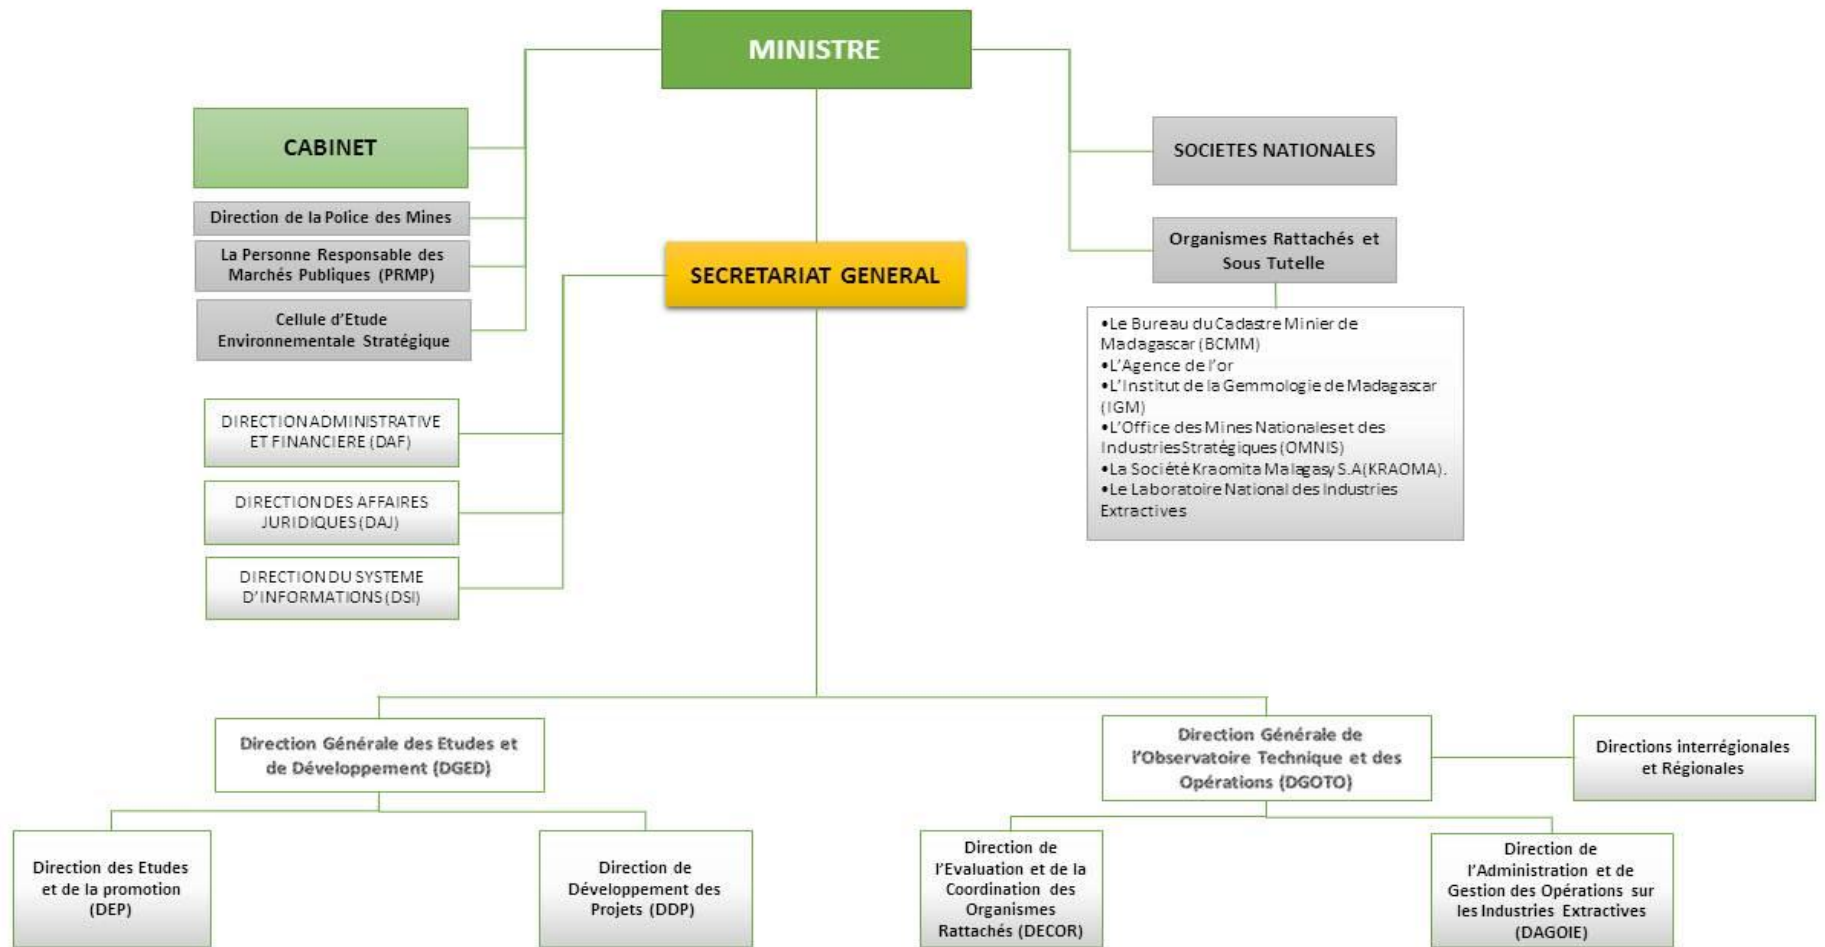 MINISTRE
CABINET
SOCIETES NATIONALES
Direction de la Police des Mines
La Personne Responsable des
Marchés Publiques (PRMP)
Cellule d'Etude
Environnementale Stratégique
Organismes Rattachés et
Sous Tutelle
SECRETARIAT GENERAL
•Le Bureau du Cadastre Minier de
Madagascar (BCMM)
•L'Agence de l'or
•L'Institut de la Gemmologie de Madagascar
(IGM)
•L'Office des Mines Nationales et des
Industries Stratégiques (OMNIS)
•La Société Kraomita Malagasy S.A(KRAOMA).
•Le Laboratoire National des Industries
Extractives
DIRECTION ADMINISTRATIVE
ET FINANCIERE (DAF)
DIRECTION DES AFFAIRES
JURIDIQUES (DAJ)
DIRECTION DU SYSTEME
D'INFORMATIONS (DSI)
Direction Générale des Etudes et
de Développement (DGED)
Direction Générale de
l'Observatoire Technique et des
Opérations (DGOTO)
Directions interrégionales
et Régionales
Direction des Etudes
et de la promotion
(DEP)
Direction de
Développement des
Projets (DDP)
Direction de
l'Evaluation et de la
Coordination des
Organismes
Rattachés (DECOR)
Direction de
l'Administration et de
Gestion des Opérations sur
les Industries Extractives
(DAGOIE)